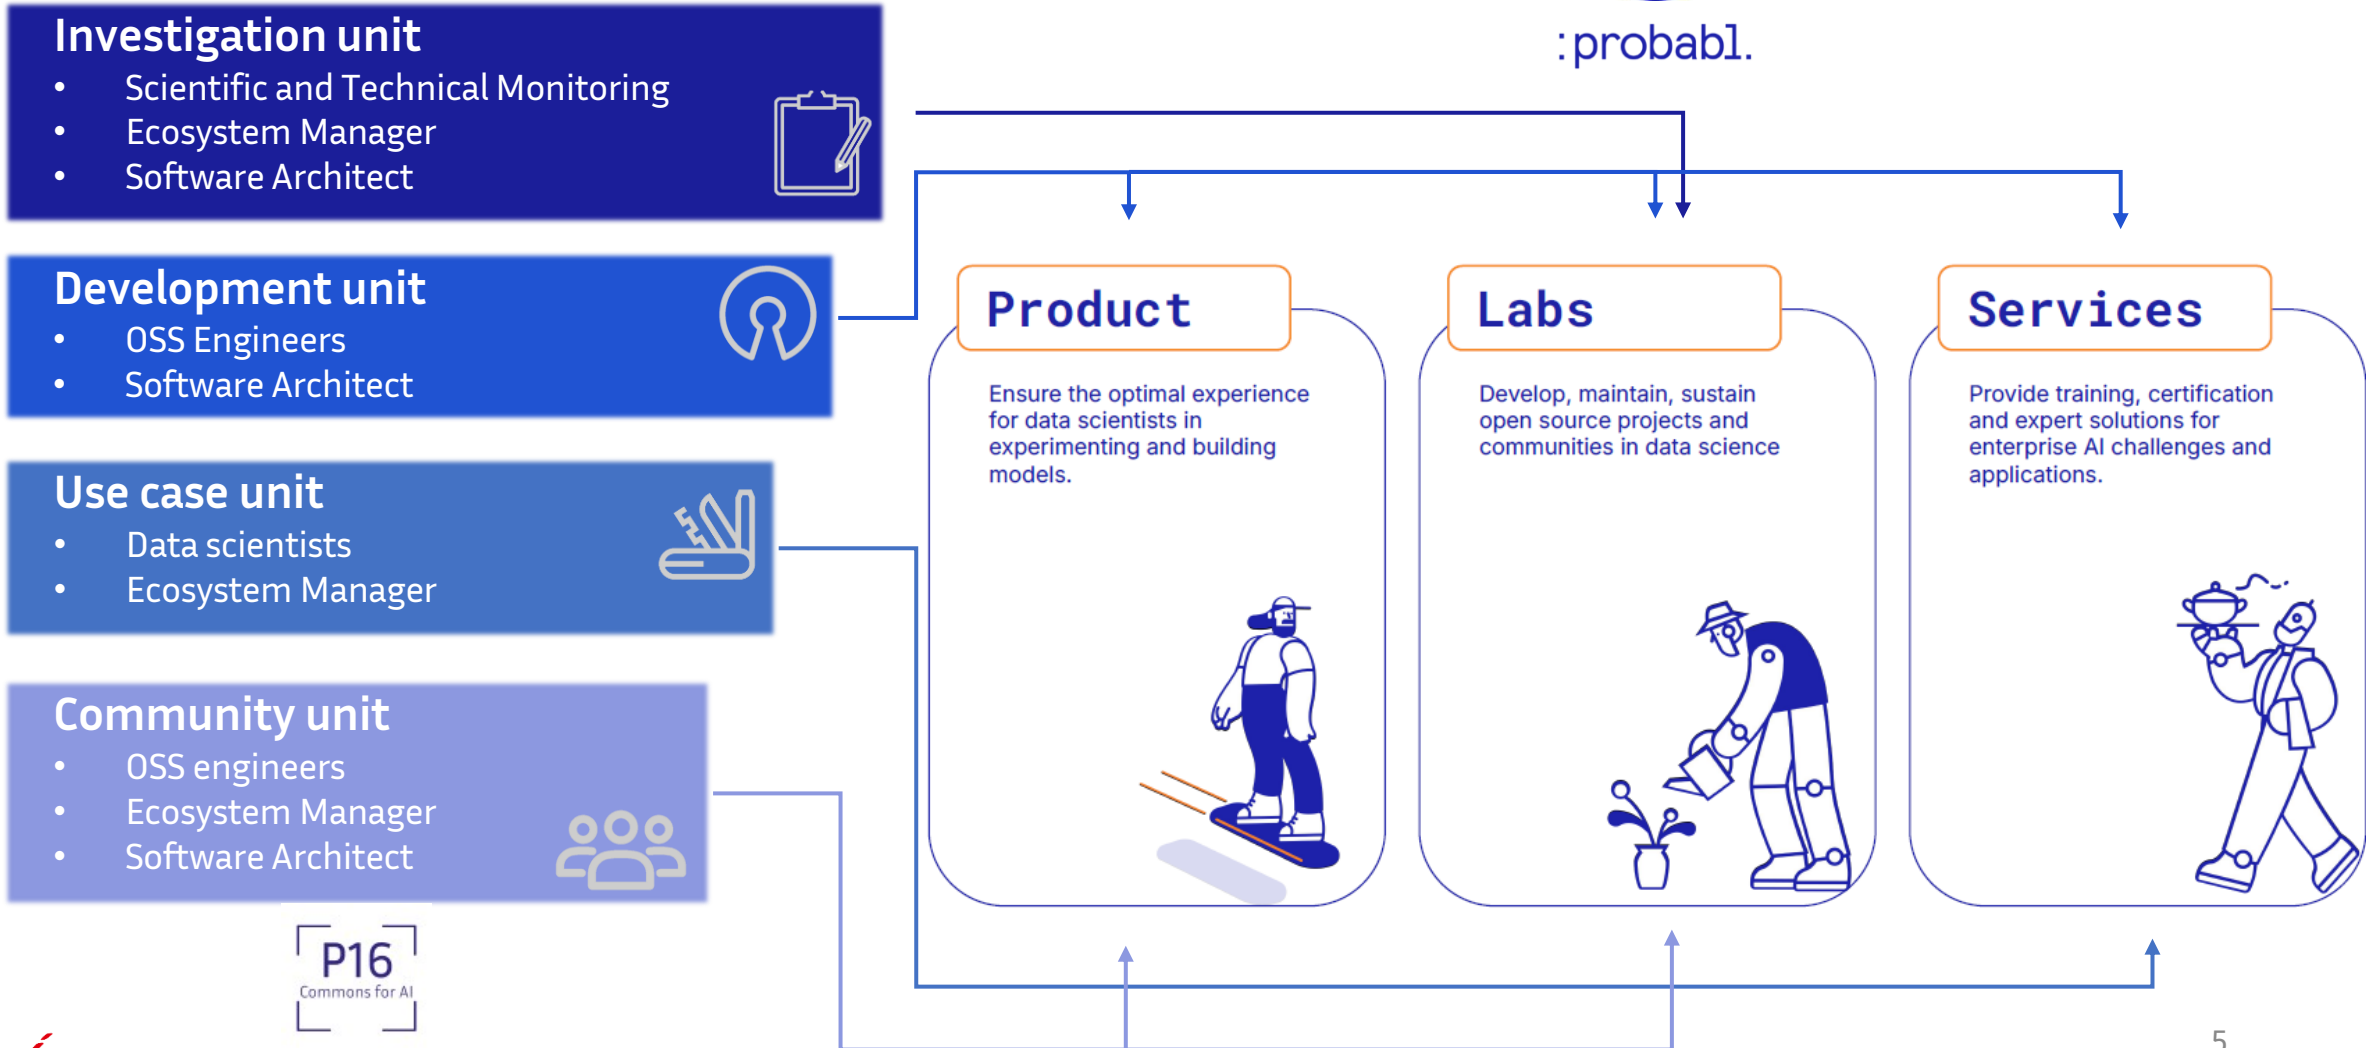 Investigation unit
• Scientific and Technical Monitoring
• Ecosystem Manager
• Software Architect
Development unit
• OSS Engineers
• Software Architect
Use case unit
• Data scientists
• Ecosystem Manager
Community unit
• OSS engineers
• Ecosystem Manager
• Software Architect
P16
Commons for AI
:probabl.
Product
Ensure the optimal experience
for data scientists in
experimenting and building
models.
Labs
Develop, maintain, sustain
open source projects and
communities in data science
Services
Provide training, certification
and expert solutions for
enterprise AI challenges and
applications.
5